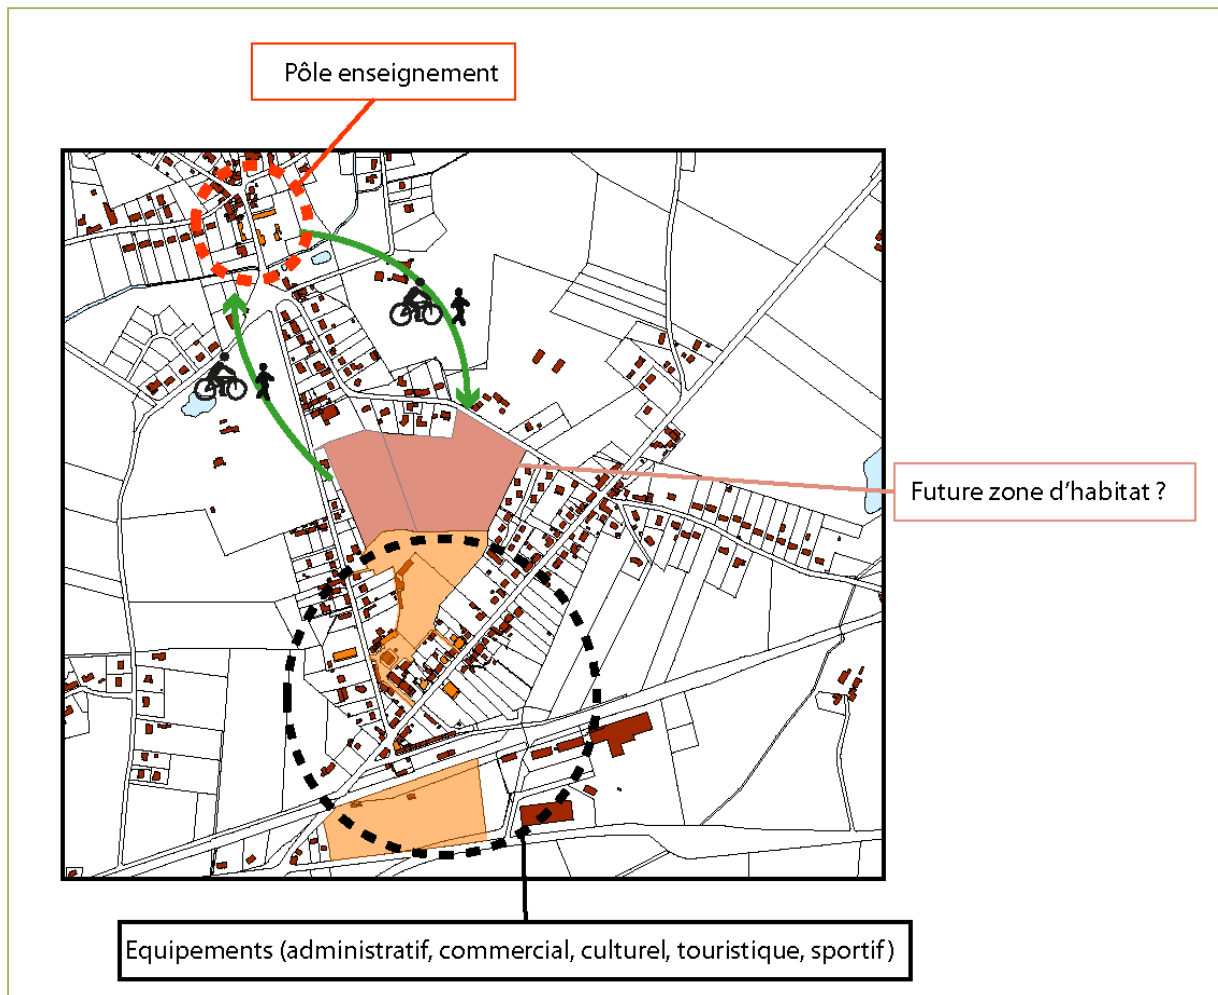 Pôle enseignement
Future zone d'habitat ?
Equipements (administratif, commercial, culturel, touristique, sportif)